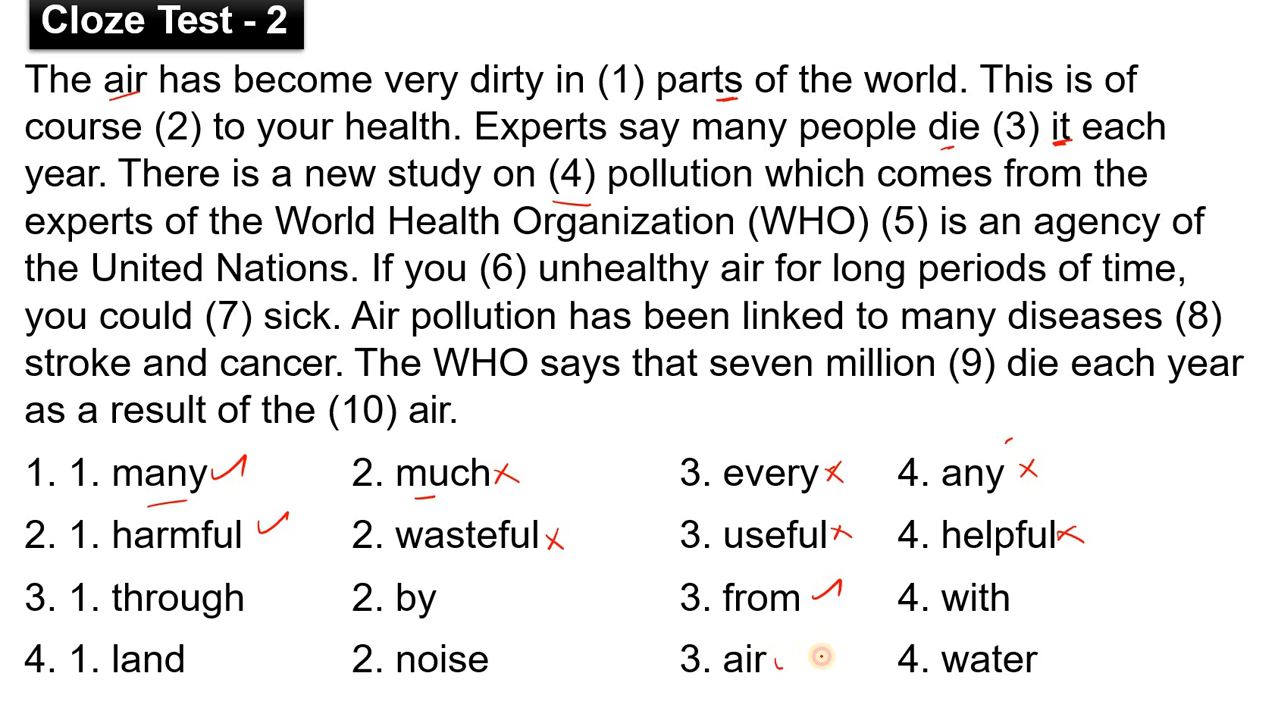 Cloze Test - 2
The air has become very dirty in (1) parts of the world. This is of
course (2) to your health. Experts say many people die (3) it each
year. There is a new study on (4) pollution which comes from the
experts of the World Health Organization (WHO) (5) is an agency of
the United Nations. If you (6) unhealthy air for long periods of time,
you could (7) sick. Air pollution has been linked to many diseases (8)
stroke and cancer. The WHO says that seven million (9) die each year
as a result of the (10) air.
1. 1. many 2. much 3. every 4. any
2. 1. harmful 2. wasteful 3. useful 4. helpful
3. 1. through 2. by 3. from 4. with
4. 1. land 2. noise 3. air 4. water